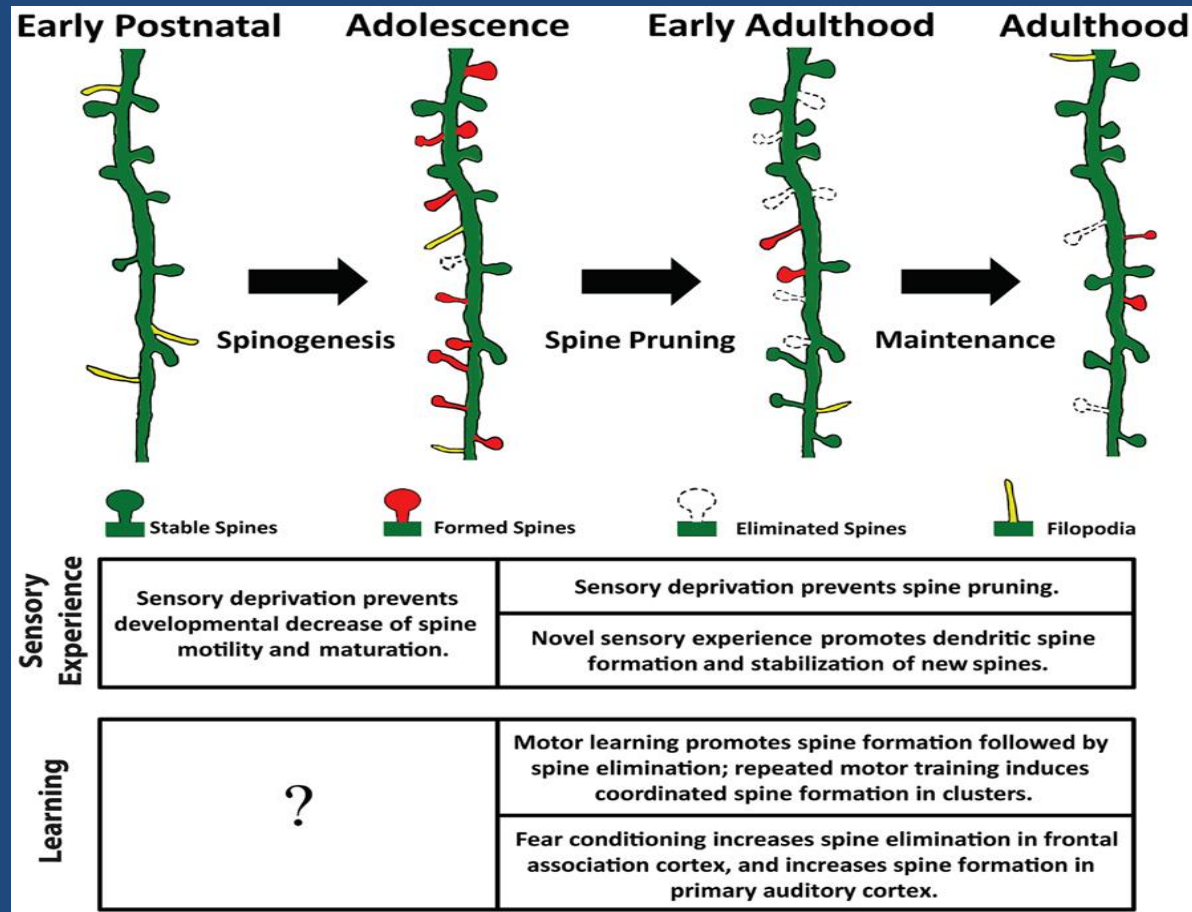 Early Postnatal
Adolescence
Early Adulthood
Adulthood
Spinogenesis
Spine Pruning
Maintenance
Stable Spines
Formed Spines
Eliminated Spines
Filopodia
Sensory
Experience
Sensory deprivation prevents
developmental decrease of spine
motility and maturation.
Sensory deprivation prevents spine pruning.
Novel sensory experience promotes dendritic spine
formation and stabilization of new spines.
Learning
?
Motor learning promotes spine formation followed by
spine elimination; repeated motor training induces
coordinated spine formation in clusters.
Fear conditioning increases spine elimination in frontal
association cortex, and increases spine formation in
primary auditory cortex.